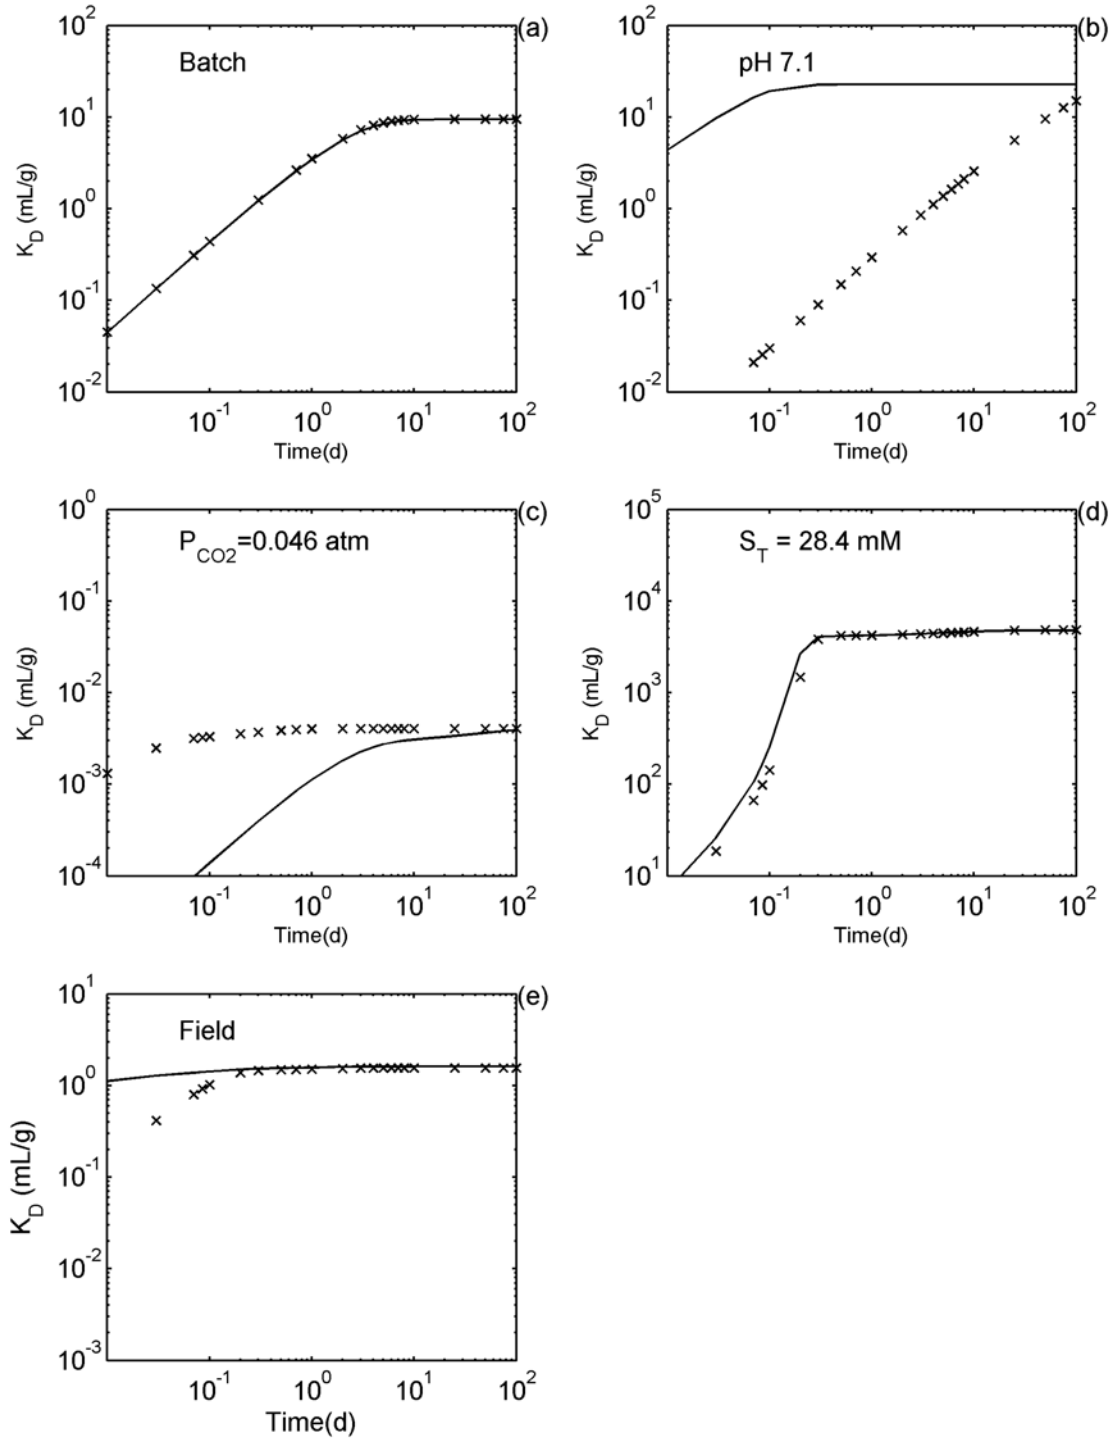 10^2 (a)
Batch
10^1
10^0
10^-1
10^-2
K_D (mL/g)
10^-1 10^0 10^1 10^2
Time(d)
10^2 (b)
pH 7.1
10^1
10^0
10^-1
10^-2
K_D (mL/g)
10^-1 10^0 10^1 10^2
Time(d)
10^0 (c)
P_CO2=0.046 atm
10^-1
10^-2
10^-3
10^-4
K_D (mL/g)
10^-1 10^0 10^1 10^2
Time(d)
10^5 (d)
S_T = 28.4 mM
10^4
10^3
10^2
10^1
K_D (mL/g)
10^-1 10^0 10^1 10^2
Time(d)
10^1 (e)
Field
10^0
10^-1
10^-2
10^-3
K_D (mL/g)
10^-1 10^0 10^1 10^2
Time(d)